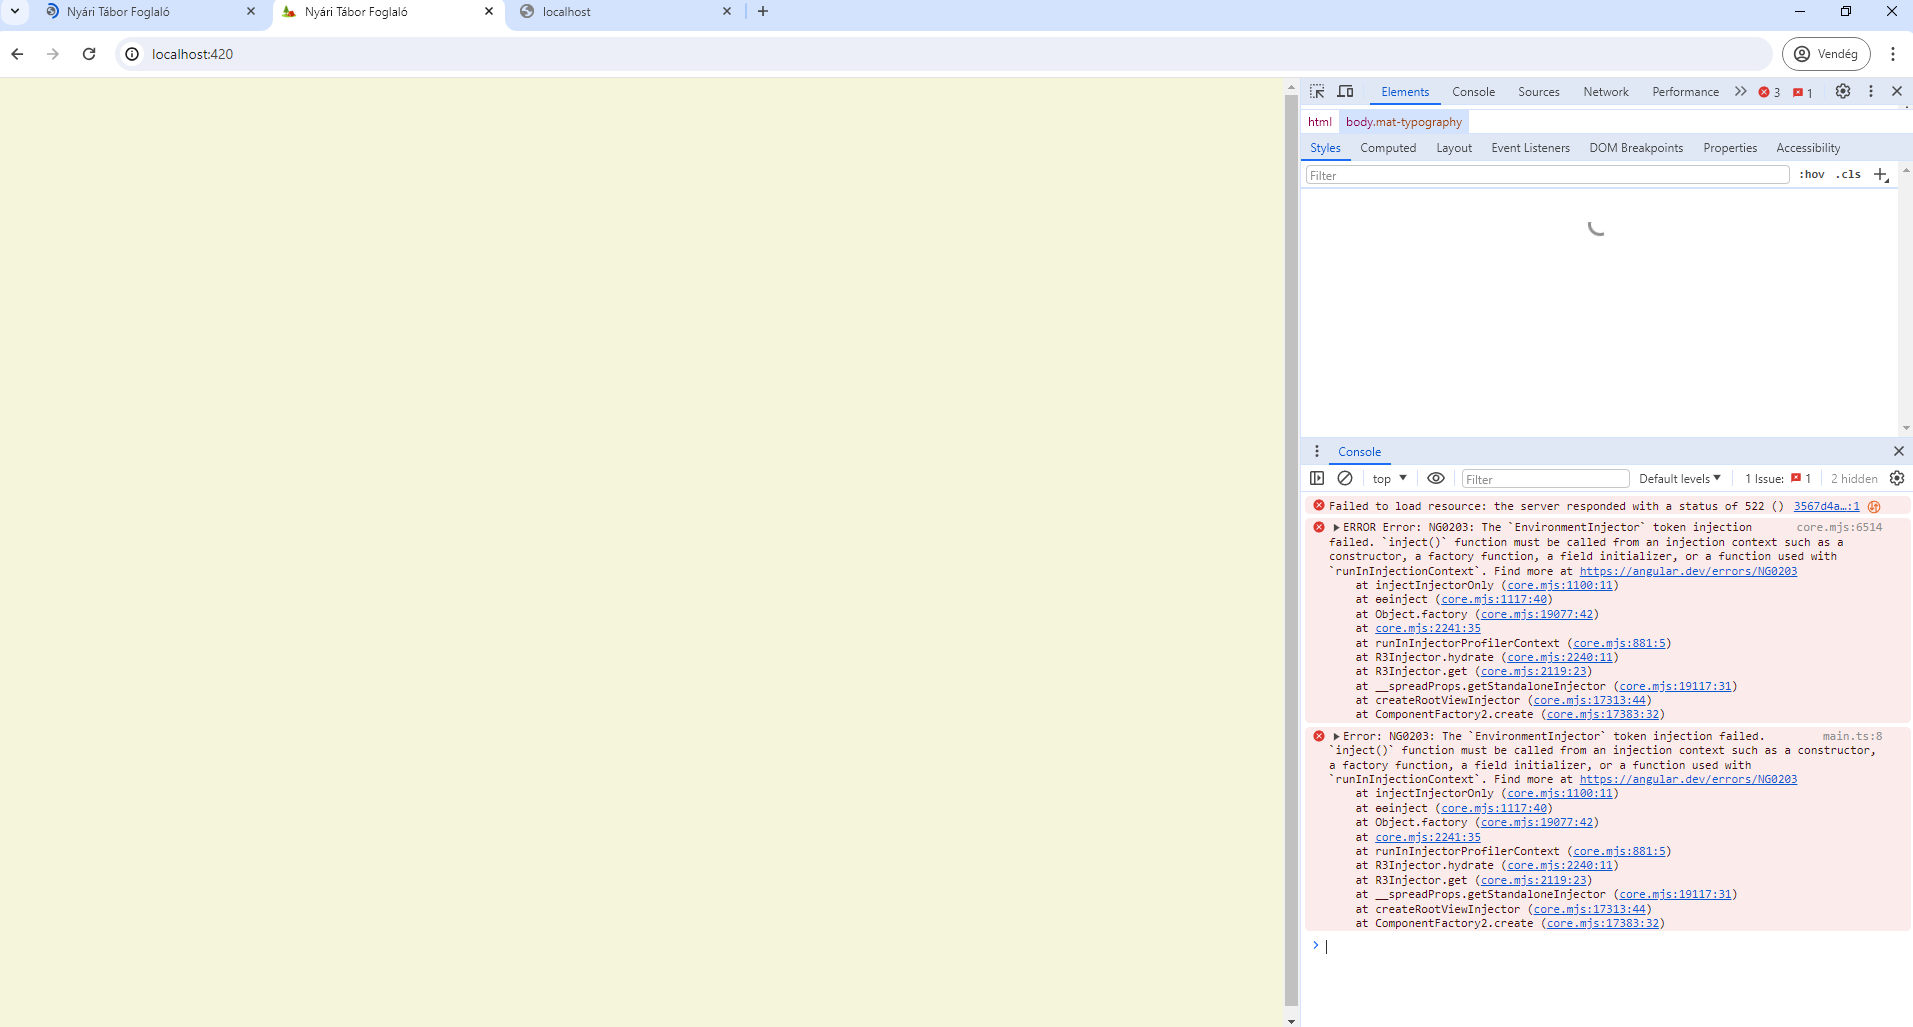 Nyári Tábor Foglaló
Nyári Tábor Foglaló
localhost
localhost:420
Vendég
Elements Console Sources Network Performance 3 1
html body.mat-typography
Styles Computed Layout Event Listeners DOM Breakpoints Properties Accessibility
Filter :hov .cls
Console
top Filter Default levels 1 Issue: 1 2 hidden
Failed to load resource: the server responded with a status of 522 () 3567d4a…:1
ERROR Error: NG0203: The `EnvironmentInjector` token injection core.mjs:6514
failed. `inject()` function must be called from an injection context such as a
constructor, a factory function, a field initializer, or a function used with
`runInInjectionContext`. Find more at https://angular.dev/errors/NG0203
at injectInjectorOnly (core.mjs:1100:11)
at ɵɵinject (core.mjs:1117:40)
at Object.factory (core.mjs:19077:42)
at core.mjs:2241:35
at runInInjectorProfilerContext (core.mjs:881:5)
at R3Injector.hydrate (core.mjs:2240:11)
at R3Injector.get (core.mjs:2119:23)
at __spreadProps.getStandaloneInjector (core.mjs:19117:31)
at createRootViewInjector (core.mjs:17313:44)
at ComponentFactory2.create (core.mjs:17383:32)
Error: NG0203: The `EnvironmentInjector` token injection failed. main.ts:8
`inject()` function must be called from an injection context such as a constructor,
a factory function, a field initializer, or a function used with
`runInInjectionContext`. Find more at https://angular.dev/errors/NG0203
at injectInjectorOnly (core.mjs:1100:11)
at ɵɵinject (core.mjs:1117:40)
at Object.factory (core.mjs:19077:42)
at core.mjs:2241:35
at runInInjectorProfilerContext (core.mjs:881:5)
at R3Injector.hydrate (core.mjs:2240:11)
at R3Injector.get (core.mjs:2119:23)
at __spreadProps.getStandaloneInjector (core.mjs:19117:31)
at createRootViewInjector (core.mjs:17313:44)
at ComponentFactory2.create (core.mjs:17383:32)